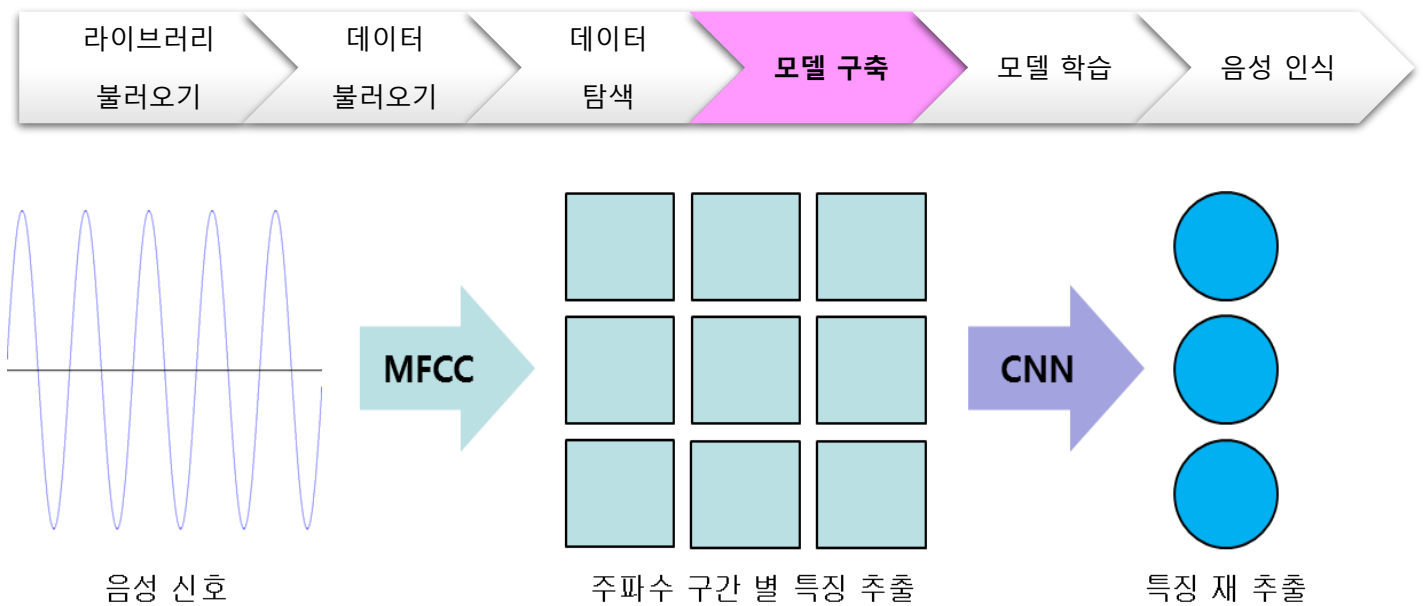 라이브러리
불러오기
데이터
불러오기
데이터
탐색
모델 구축
모델 학습
음성 인식
MFCC
CNN
음성 신호
주파수 구간 별 특징 추출
특징 재 추출